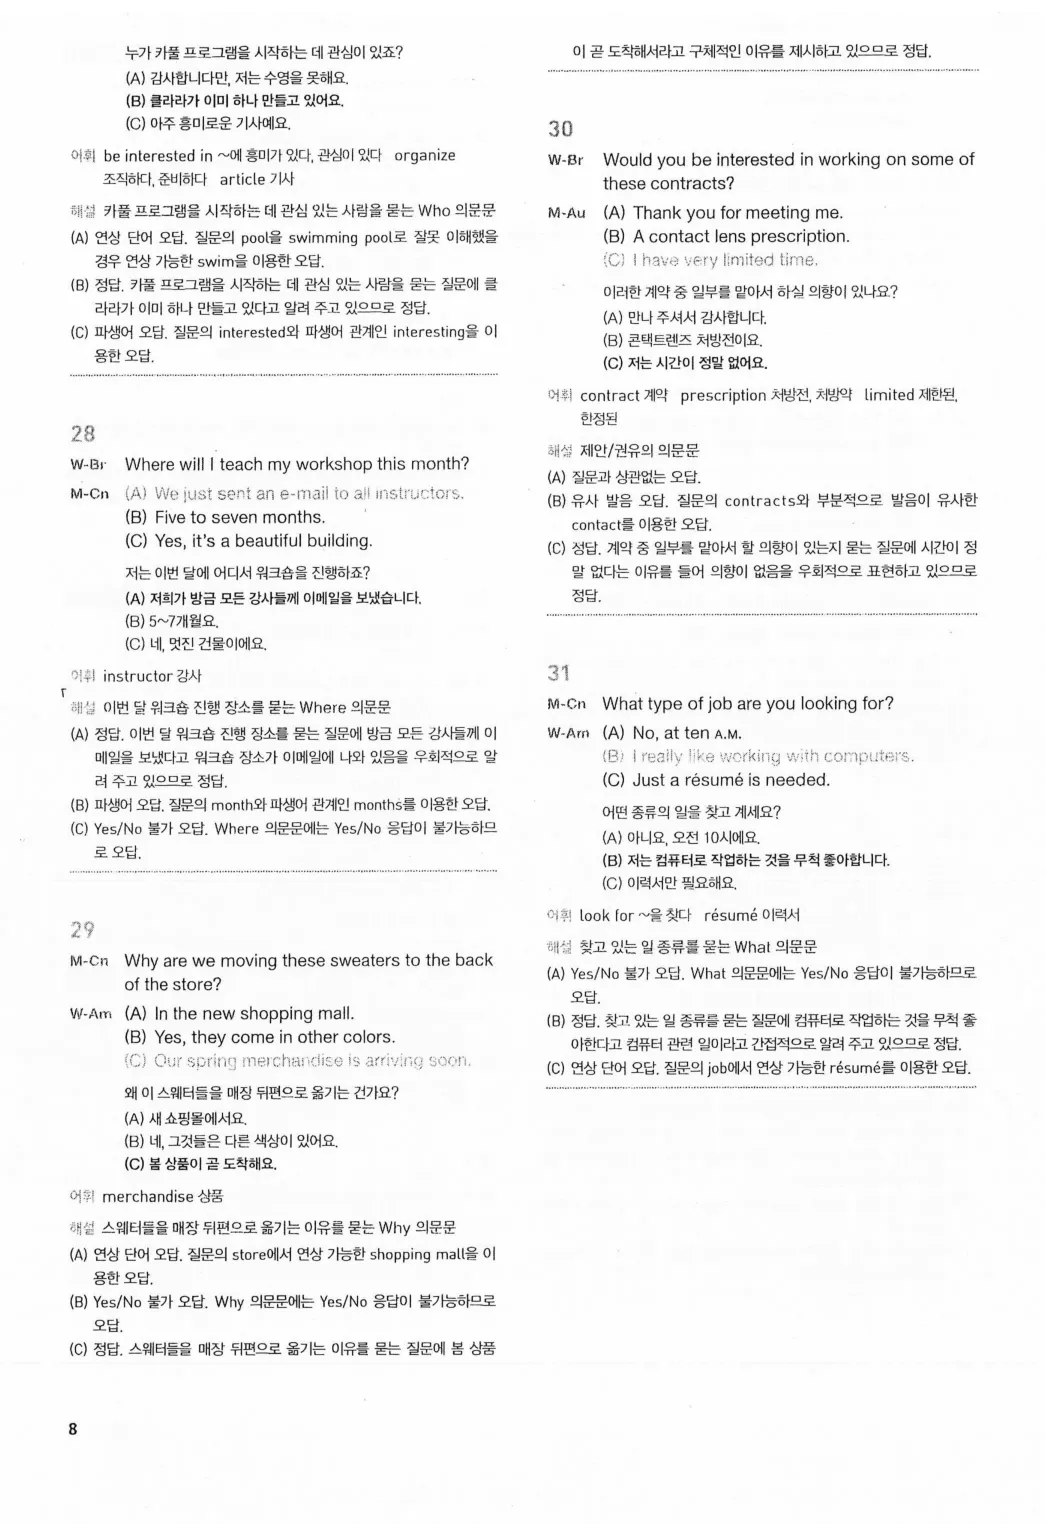 누가 카풀 프로그램을 시작하는 데 관심이 있죠?
(A) 감사합니다만, 저는 수영을 못해요.
(B) 클라라가 이미 하나 만들고 있어요.
(C) 아주 흥미로운 기사예요.
어휘 be interested in ~에 흥미가 있다, 관심이 있다 organize
조직하다, 준비하다 article 기사
해설 카풀 프로그램을 시작하는 데 관심 있는 사람을 묻는 Who 의문문
(A) 연상 단어 오답. 질문의 pool을 swimming pool로 잘못 이해했을
경우 연상 가능한 swim을 이용한 오답.
(B) 정답. 카풀 프로그램을 시작하는 데 관심 있는 사람을 묻는 질문에 클
라라가 이미 하나 만들고 있다고 알려 주고 있으므로 정답.
(C) 파생어 오답. 질문의 interested와 파생어 관계인 interesting을 이
용한 오답.
28
W-Br Where will I teach my workshop this month?
M-Cn (A) We just sent an e-mail to all instructors.
(B) Five to seven months.
(C) Yes, it's a beautiful building.
저는 이번 달에 어디서 워크숍을 진행하죠?
(A) 저희가 방금 모든 강사들께 이메일을 보냈습니다.
(B) 5~7개월요.
(C) 네, 멋진 건물이에요.
어휘 instructor 강사
해설 이번 달 워크숍 진행 장소를 묻는 Where 의문문
(A) 정답. 이번 달 워크숍 진행 장소를 묻는 질문에 방금 모든 강사들께 이
메일을 보냈다고 워크숍 장소가 이메일에 나와 있음을 우회적으로 알
려 주고 있으므로 정답.
(B) 파생어 오답. 질문의 month와 파생어 관계인 months를 이용한 오답.
(C) Yes/No 불가 오답. Where 의문문에는 Yes/No 응답이 불가능하므
로 오답.
29
M-Cn Why are we moving these sweaters to the back
of the store?
W-Am (A) In the new shopping mall.
(B) Yes, they come in other colors.
(C) Our spring merchandise is arriving soon.
왜 이 스웨터들을 매장 뒤편으로 옮기는 건가요?
(A) 새 쇼핑몰에서요.
(B) 네, 그것들은 다른 색상이 있어요.
(C) 봄 상품이 곧 도착해요.
어휘 merchandise 상품
해설 스웨터들을 매장 뒤편으로 옮기는 이유를 묻는 Why 의문문
(A) 연상 단어 오답. 질문의 store에서 연상 가능한 shopping mall을 이
용한 오답.
(B) Yes/No 불가 오답. Why 의문문에는 Yes/No 응답이 불가능하므로
오답.
(C) 정답. 스웨터들을 매장 뒤편으로 옮기는 이유를 묻는 질문에 봄 상품
이 곧 도착해서라고 구체적인 이유를 제시하고 있으므로 정답.
30
W-Br Would you be interested in working on some of
these contracts?
M-Au (A) Thank you for meeting me.
(B) A contact lens prescription.
(C) I have very limited time.
이러한 계약 중 일부를 맡아서 하실 의향이 있나요?
(A) 만나 주셔서 감사합니다.
(B) 콘택트렌즈 처방전이요.
(C) 저는 시간이 정말 없어요.
어휘 contract 계약 prescription 처방전, 처방약 limited 제한된,
한정된
해설 제안/권유의 의문문
(A) 질문과 상관없는 오답.
(B) 유사 발음 오답. 질문의 contracts와 부분적으로 발음이 유사한
contact를 이용한 오답.
(C) 정답. 계약 중 일부를 맡아서 할 의향이 있는지 묻는 질문에 시간이 정
말 없다는 이유를 들어 의향이 없음을 우회적으로 표현하고 있으므로
정답.
31
M-Cn What type of job are you looking for?
W-Am (A) No, at ten A.M.
(B) I really like working with computers.
(C) Just a résumé is needed.
어떤 종류의 일을 찾고 계세요?
(A) 아니요, 오전 10시에요.
(B) 저는 컴퓨터로 작업하는 것을 무척 좋아합니다.
(C) 이력서만 필요해요.
어휘 look for ~을 찾다 résumé 이력서
해설 찾고 있는 일 종류를 묻는 What 의문문
(A) Yes/No 불가 오답. What 의문문에는 Yes/No 응답이 불가능하므로
오답.
(B) 정답. 찾고 있는 일 종류를 묻는 질문에 컴퓨터로 작업하는 것을 무척 좋
아한다고 컴퓨터 관련 일이라고 간접적으로 알려 주고 있으므로 정답.
(C) 연상 단어 오답. 질문의 job에서 연상 가능한 résumé를 이용한 오답.
8